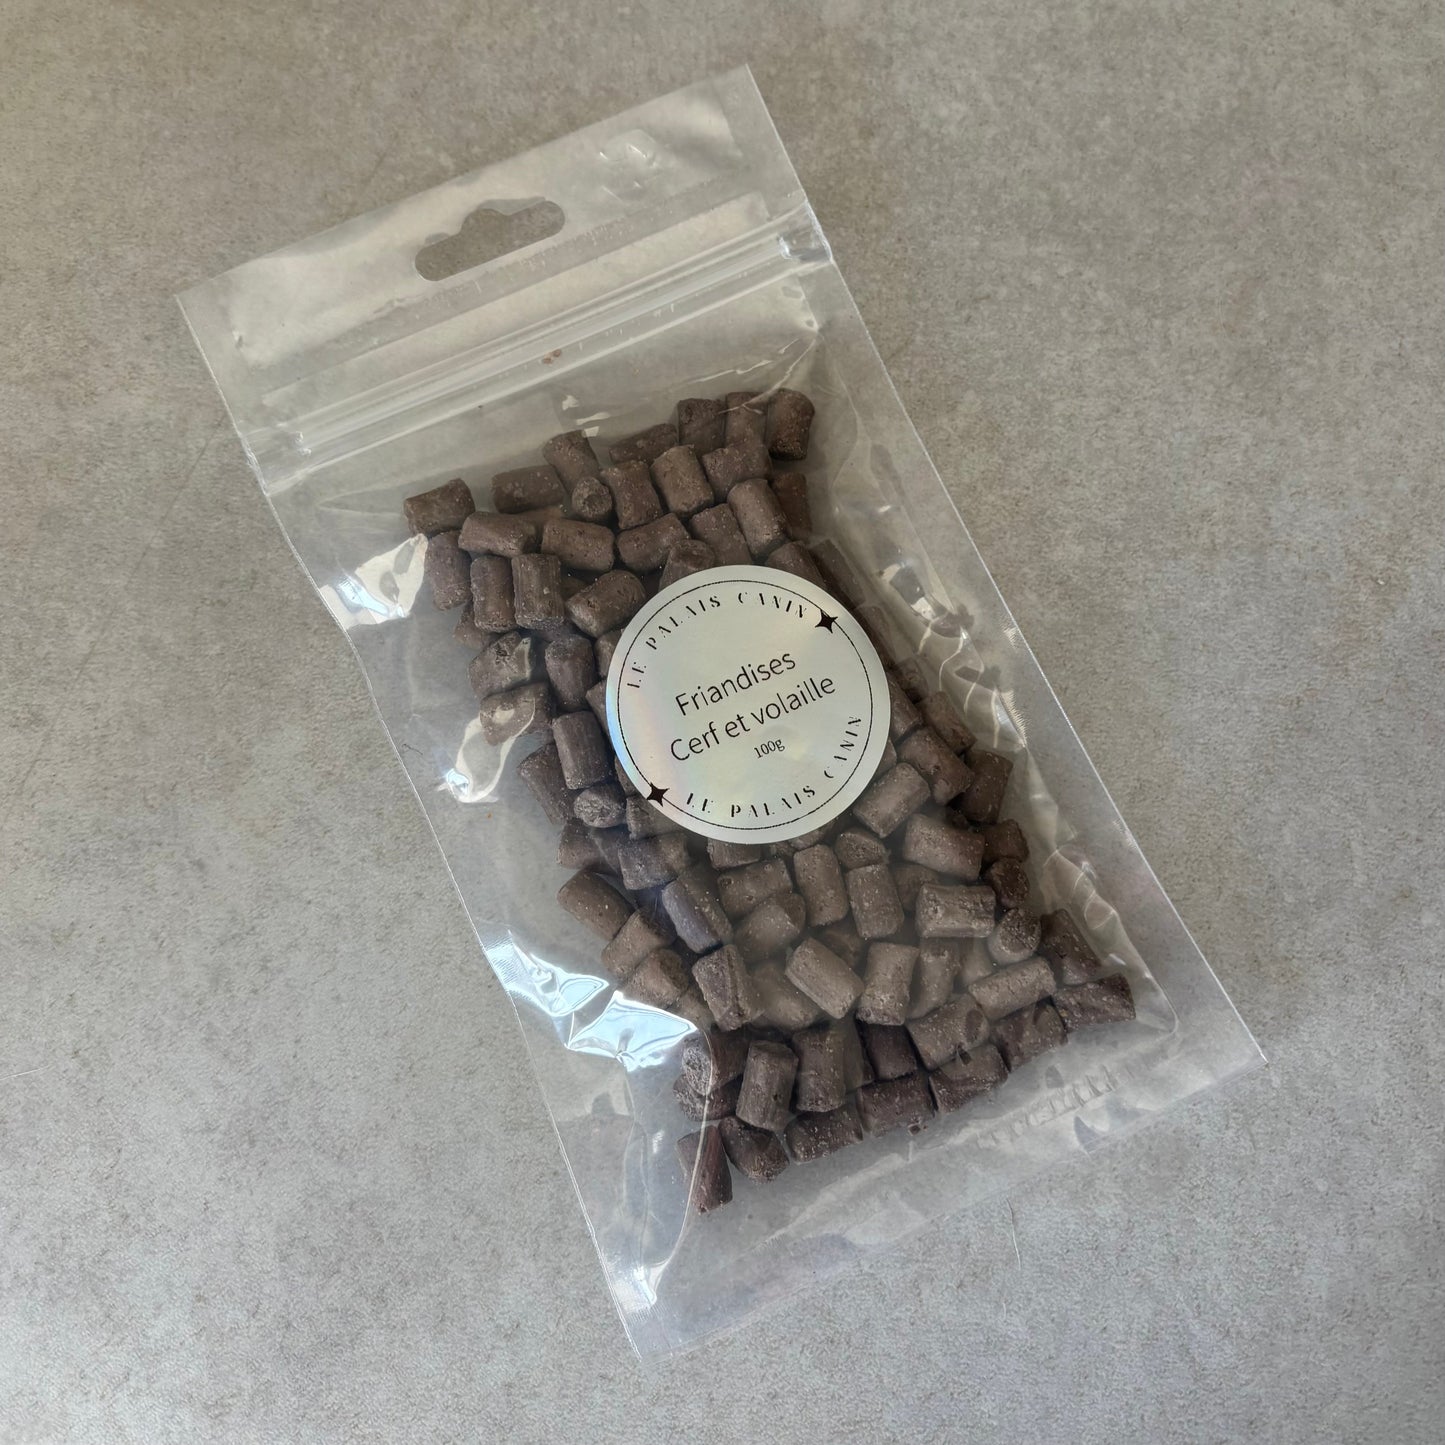 LE PALAIS CANIN
Friandises
Cerf et volaille
100g
LE PALAIS CANIN